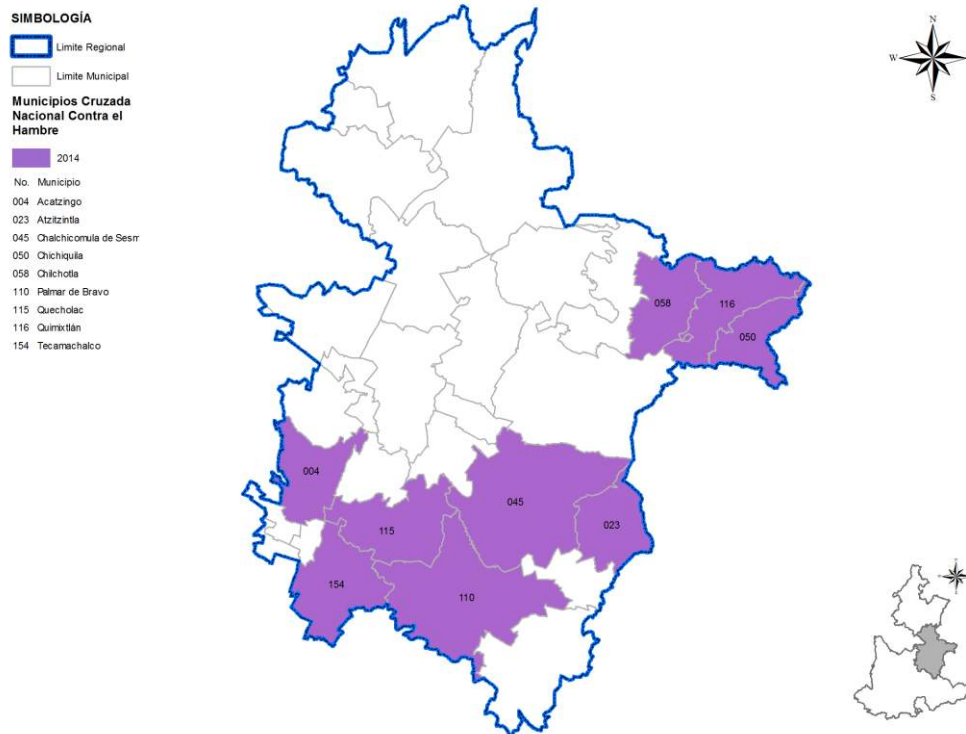 SIMBOLOGÍA
Limite Regional
Limite Municipal
Municipios Cruzada
Nacional Contra el
Hambre
2014
No. Municipio
004 Acatzingo
023 Atzitzintla
045 Chalchicomula de Sesm
050 Chichiquila
058 Chilchotla
110 Palmar de Bravo
115 Quecholac
116 Quimixtlán
154 Tecamachalco
N
W
S
058
116
050
004
045
115
023
154
110